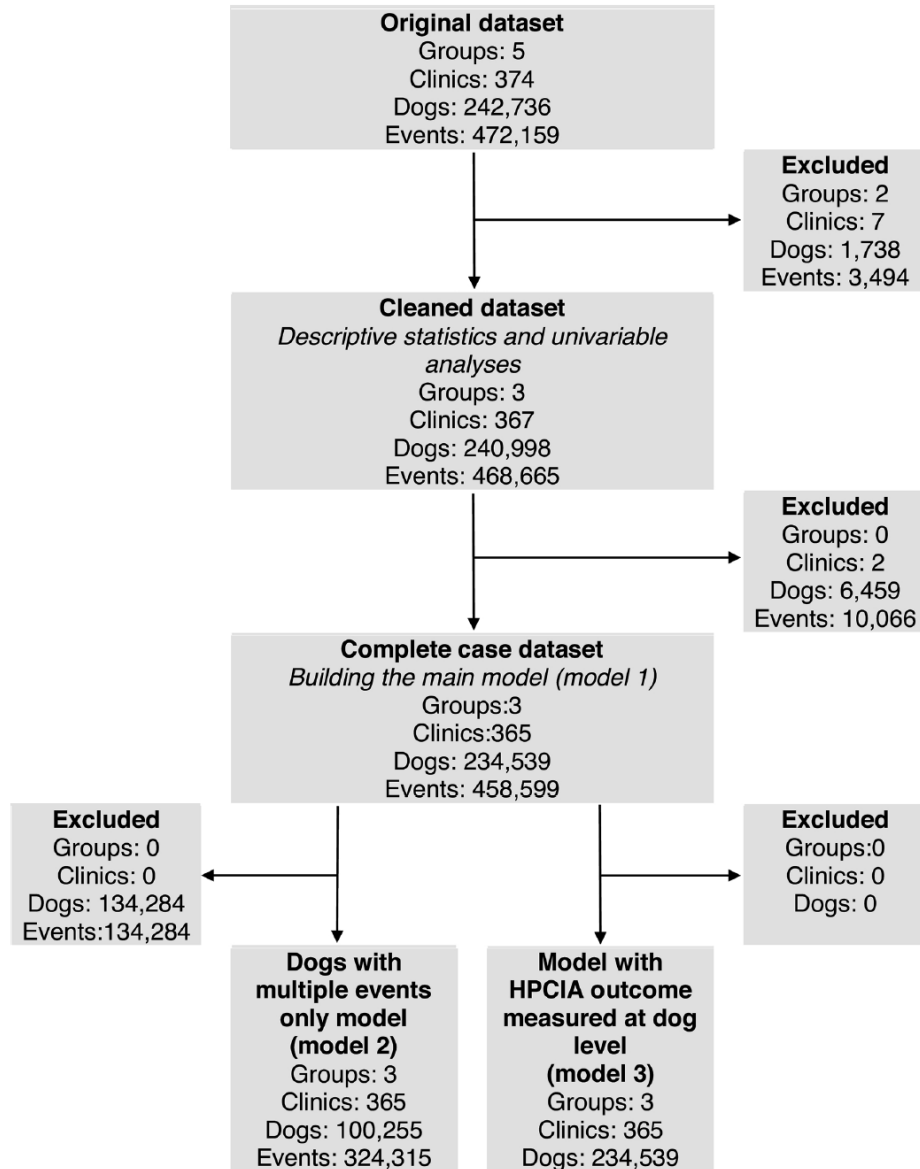 Original dataset
Groups: 5
Clinics: 374
Dogs: 242,736
Events: 472,159
Excluded
Groups: 2
Clinics: 7
Dogs: 1,738
Events: 3,494
Cleaned dataset
Descriptive statistics and univariable
analyses
Groups: 3
Clinics: 367
Dogs: 240,998
Events: 468,665
Excluded
Groups: 0
Clinics: 2
Dogs: 6,459
Events: 10,066
Complete case dataset
Building the main model (model 1)
Groups:3
Clinics:365
Dogs: 234,539
Events: 458,599
Excluded
Groups: 0
Clinics: 0
Dogs: 134,284
Events:134,284
Excluded
Groups:0
Clinics: 0
Dogs: 0
Dogs with
multiple events
only model
(model 2)
Groups: 3
Clinics: 365
Dogs: 100,255
Events: 324,315
Model with
HPCIA outcome
measured at dog
level
(model 3)
Groups: 3
Clinics: 365
Dogs: 234,539